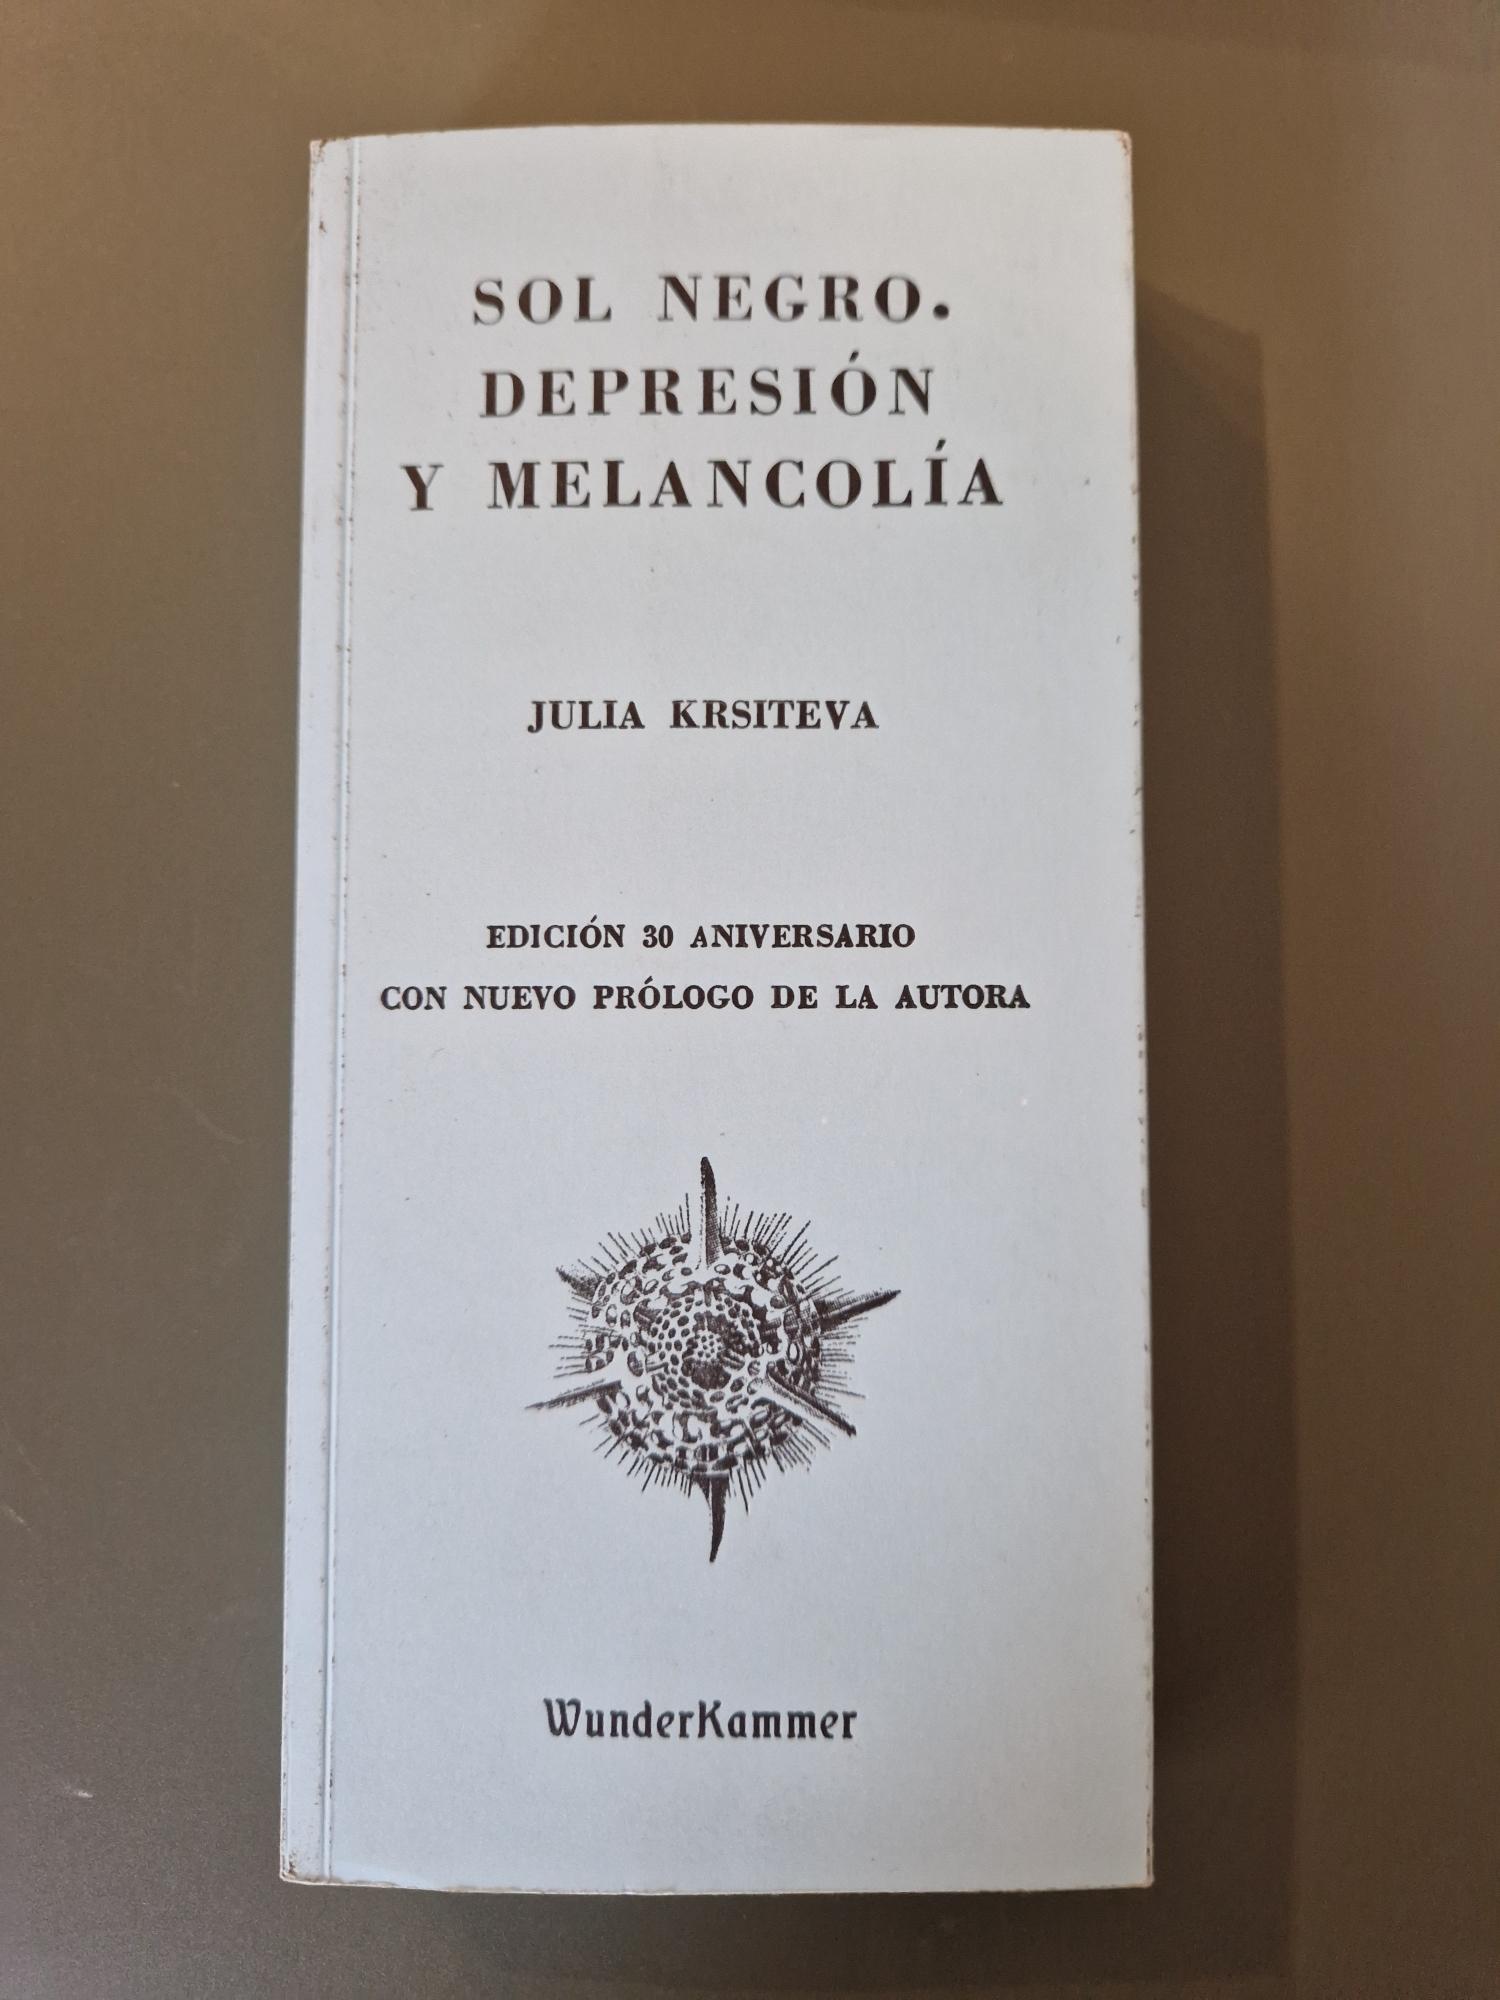 SOL NEGRO.
DEPRESIÓN
Y MELANCOLÍA
JULIA KRSITEVA
EDICIÓN 30 ANIVERSARIO
CON NUEVO PRÓLOGO DE LA AUTORA
WunderKammer